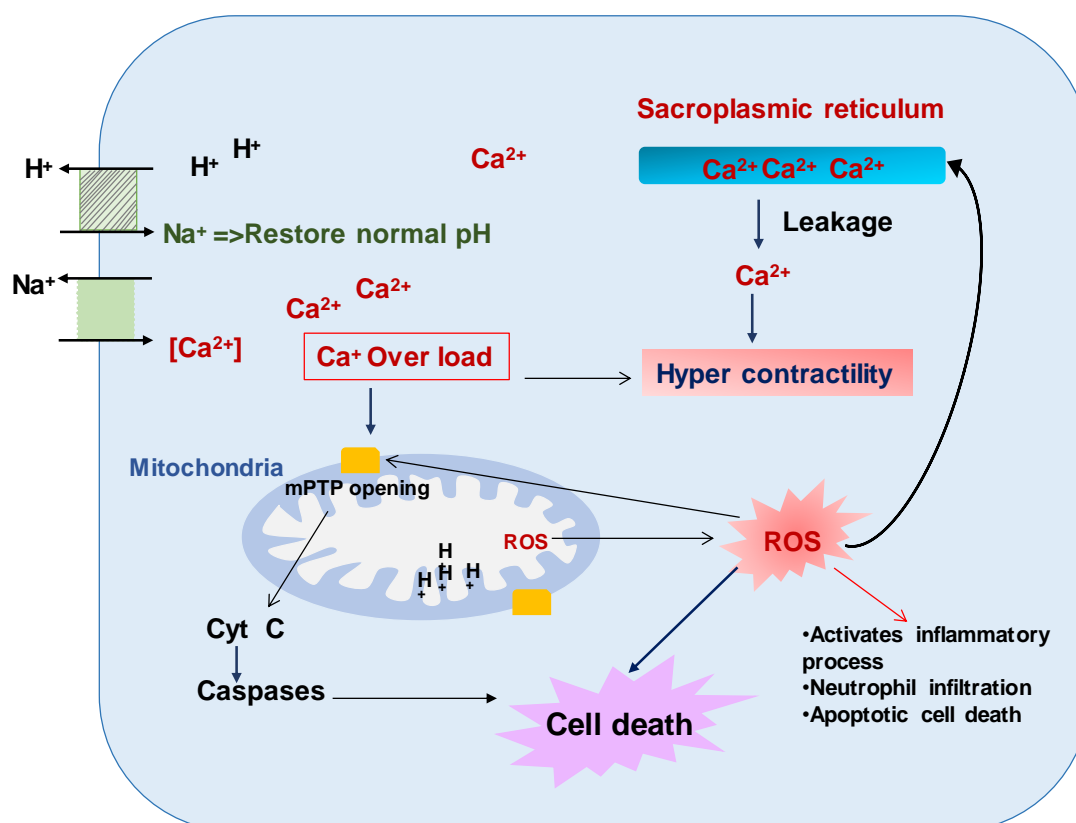 Sacroplasmic reticulum
H⁺
H⁺ H⁺
Ca²⁺
Ca²⁺ Ca²⁺ Ca²⁺
Leakage
Na⁺ =>Restore normal pH
Na⁺
Ca²⁺ Ca²⁺
Ca²⁺
[Ca²⁺]
Ca⁺ Over load
Hyper contractility
Mitochondria
mPTP opening
ROS
ROS
H+
H+
H+
H+
Cyt C
Caspases
Cell death
•Activates inflammatory
process
•Neutrophil infiltration
•Apoptotic cell death